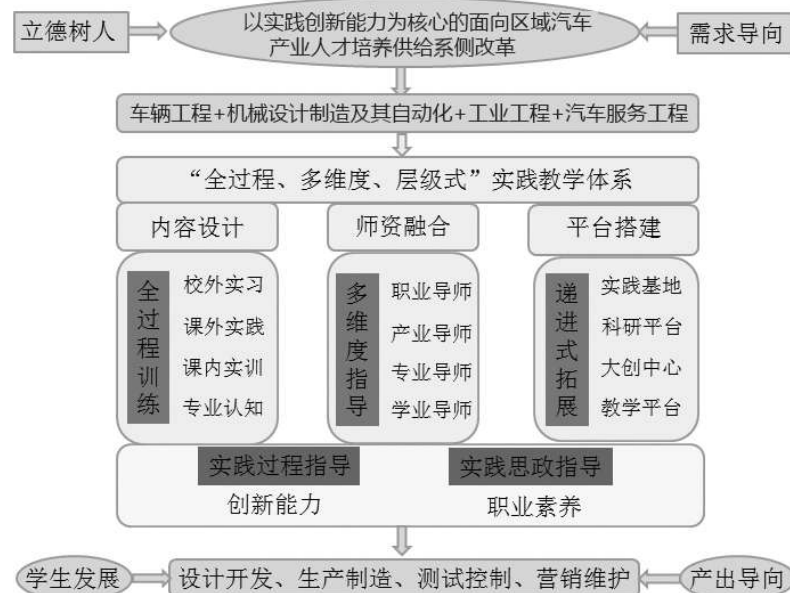 立德树人
以实践创新能力为核心的面向区域汽车
产业人才培养供给系侧改革
需求导向
车辆工程+机械设计制造及其自动化+工业工程+汽车服务工程
“全过程、多维度、层级式”实践教学体系
内容设计
师资融合
平台搭建
全过程训练
校外实习
课外实践
课内实训
专业认知
多维度指导
职业导师
产业导师
专业导师
学业导师
递进式拓展
实践基地
科研平台
大创中心
教学平台
实践过程指导
实践思政指导
创新能力
职业素养
学生发展
设计开发、生产制造、测试控制、营销维护
产出导向